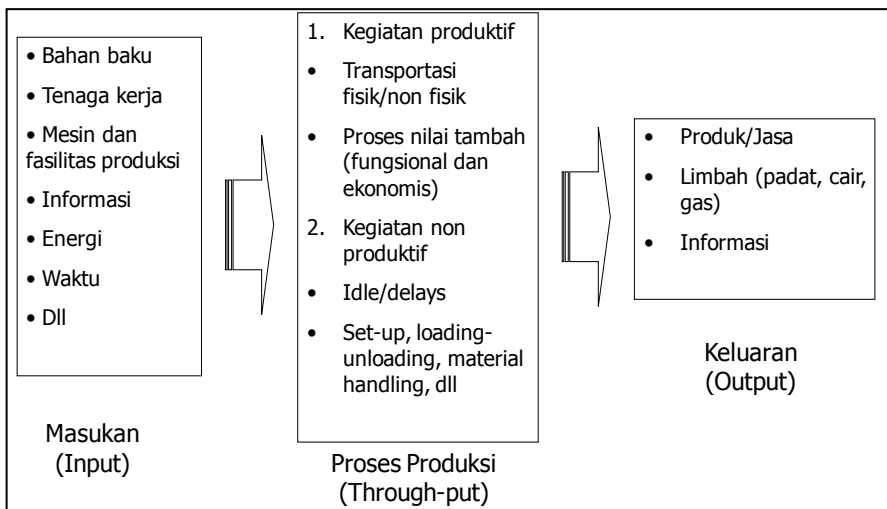 • Bahan baku
• Tenaga kerja
• Mesin dan
fasilitas produksi
• Informasi
• Energi
• Waktu
• Dll
Masukan
(Input)
1. Kegiatan produktif
• Transportasi
fisik/non fisik
• Proses nilai tambah
(fungsional dan
ekonomis)
2. Kegiatan non
produktif
• Idle/delays
• Set-up, loading-
unloading, material
handling, dll
Proses Produksi
(Through-put)
• Produk/Jasa
• Limbah (padat, cair,
gas)
• Informasi
Keluaran
(Output)